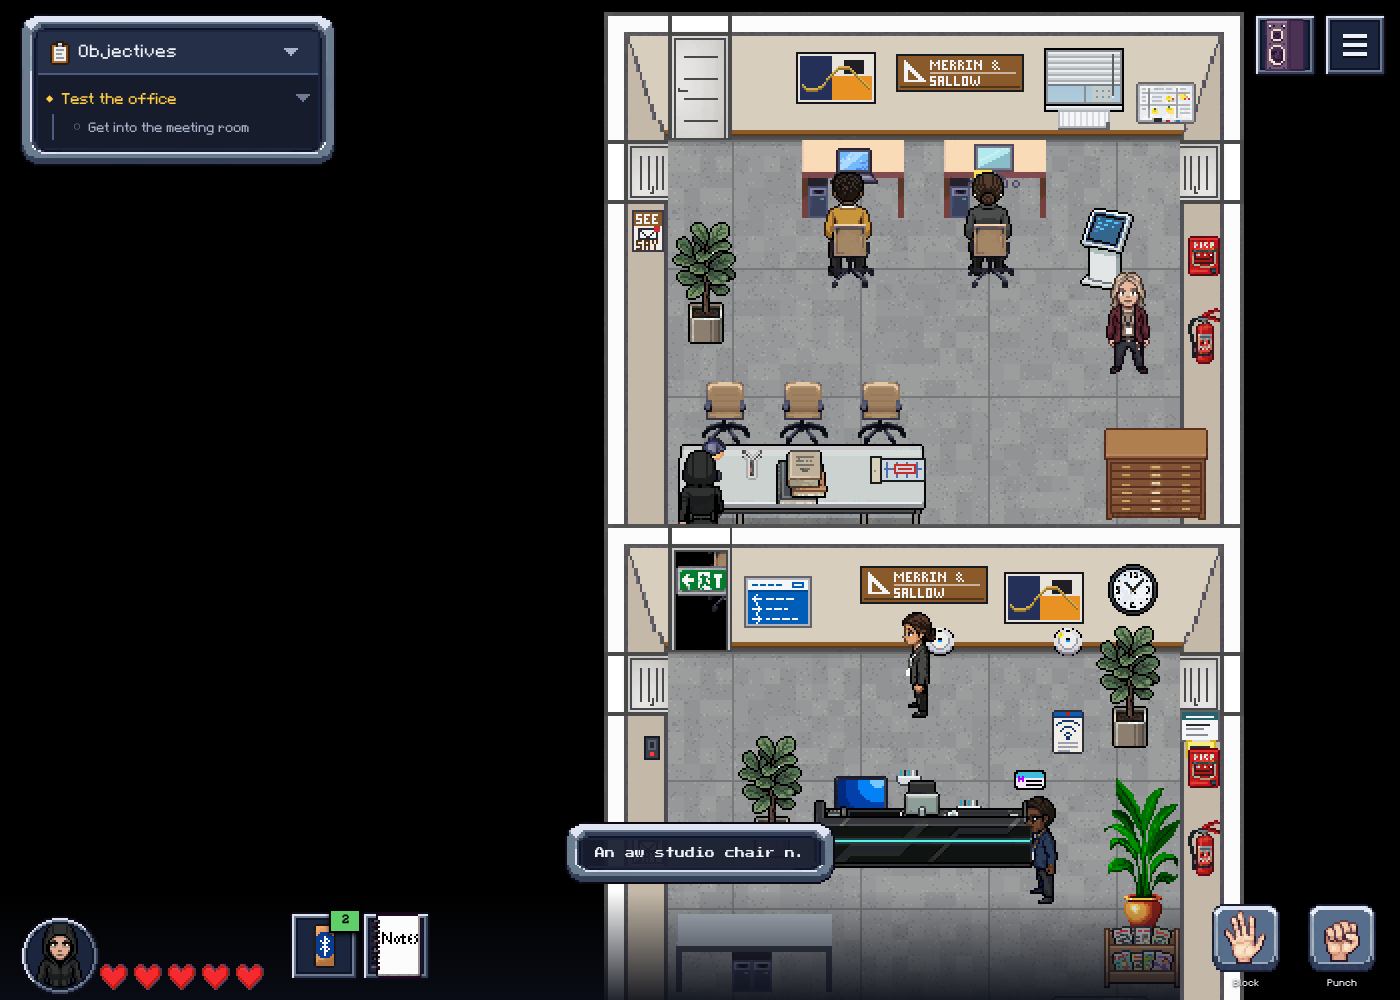 Objectives
Test the office
Get into the meeting room
MERRIN &
SALLOW
SEE
SAY
EXIT
MERRIN &
SALLOW
An aw studio chair n.
2
Notes
Block
Punch